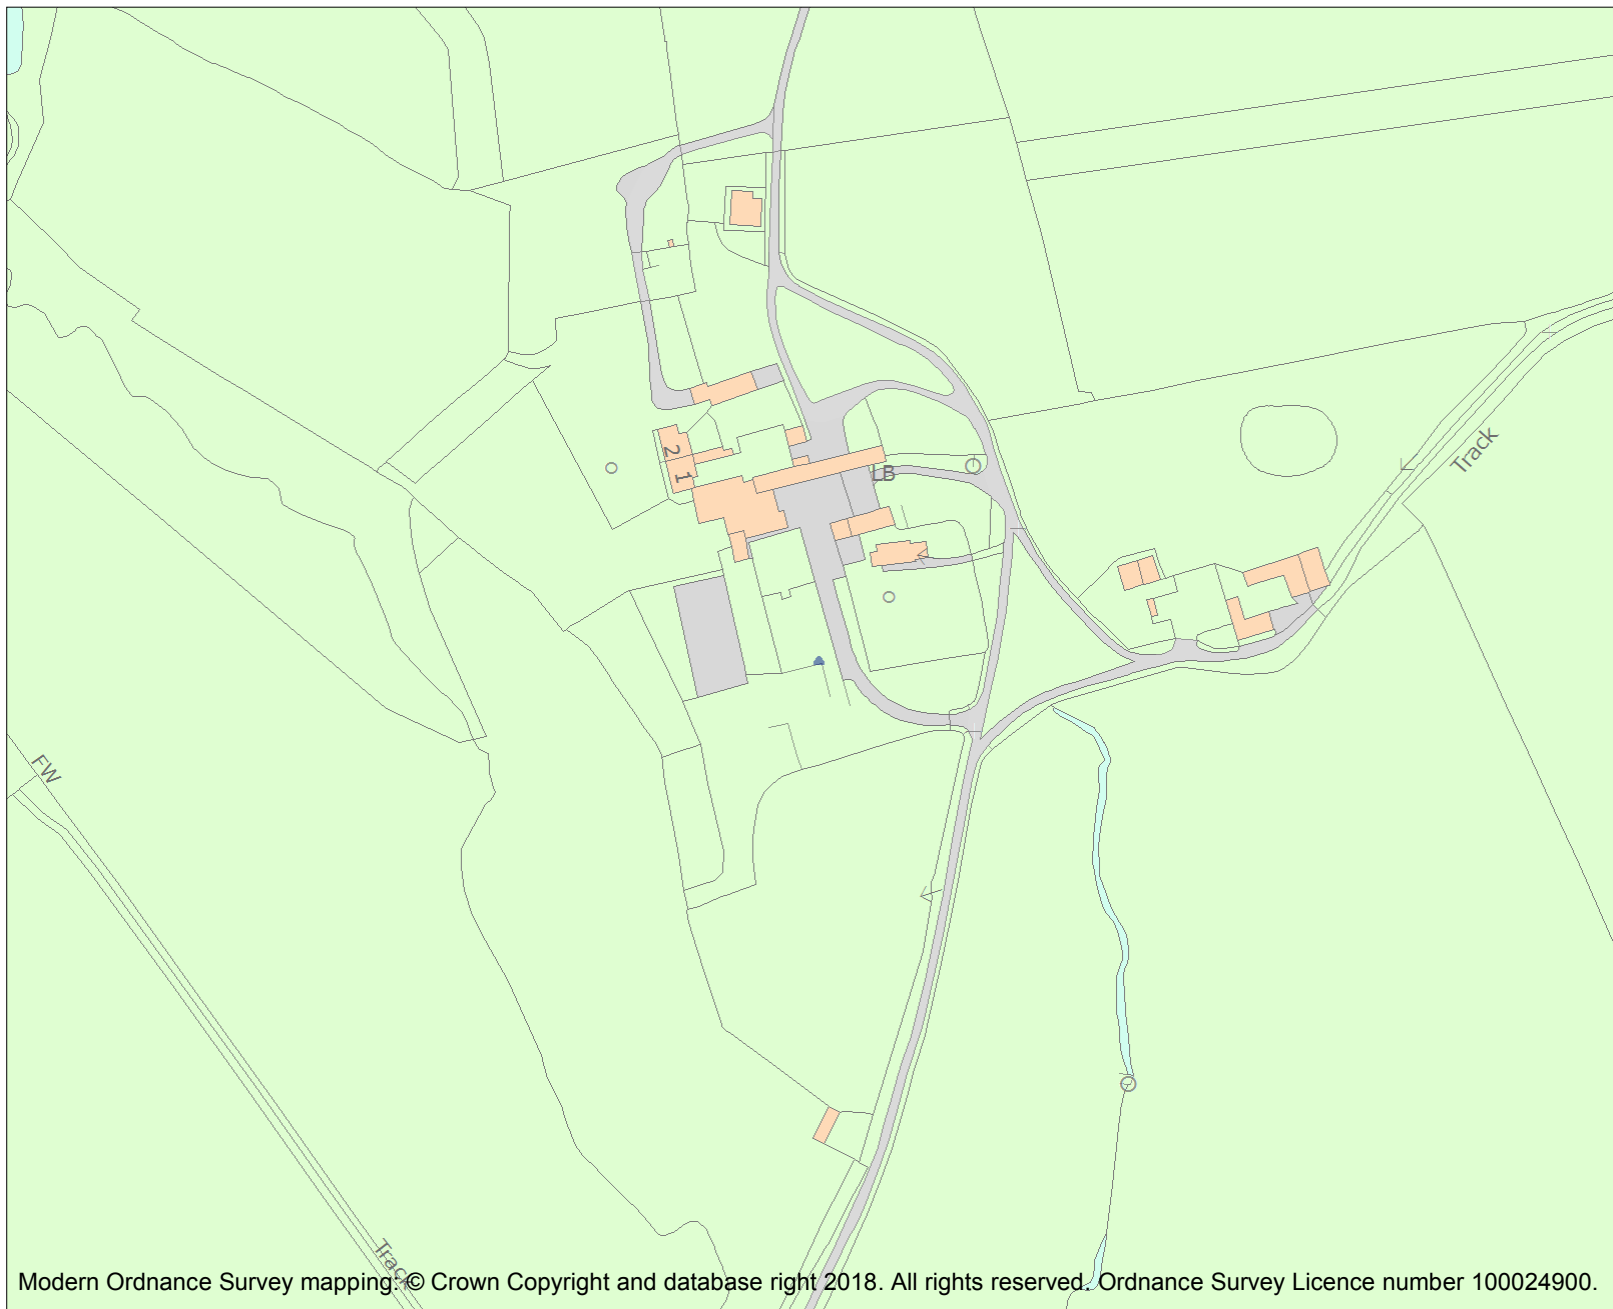 2
1
LB
Track
FW
Track
Modern Ordnance Survey mapping: © Crown Copyright and database right 2018. All rights reserved. Ordnance Survey Licence number 100024900.